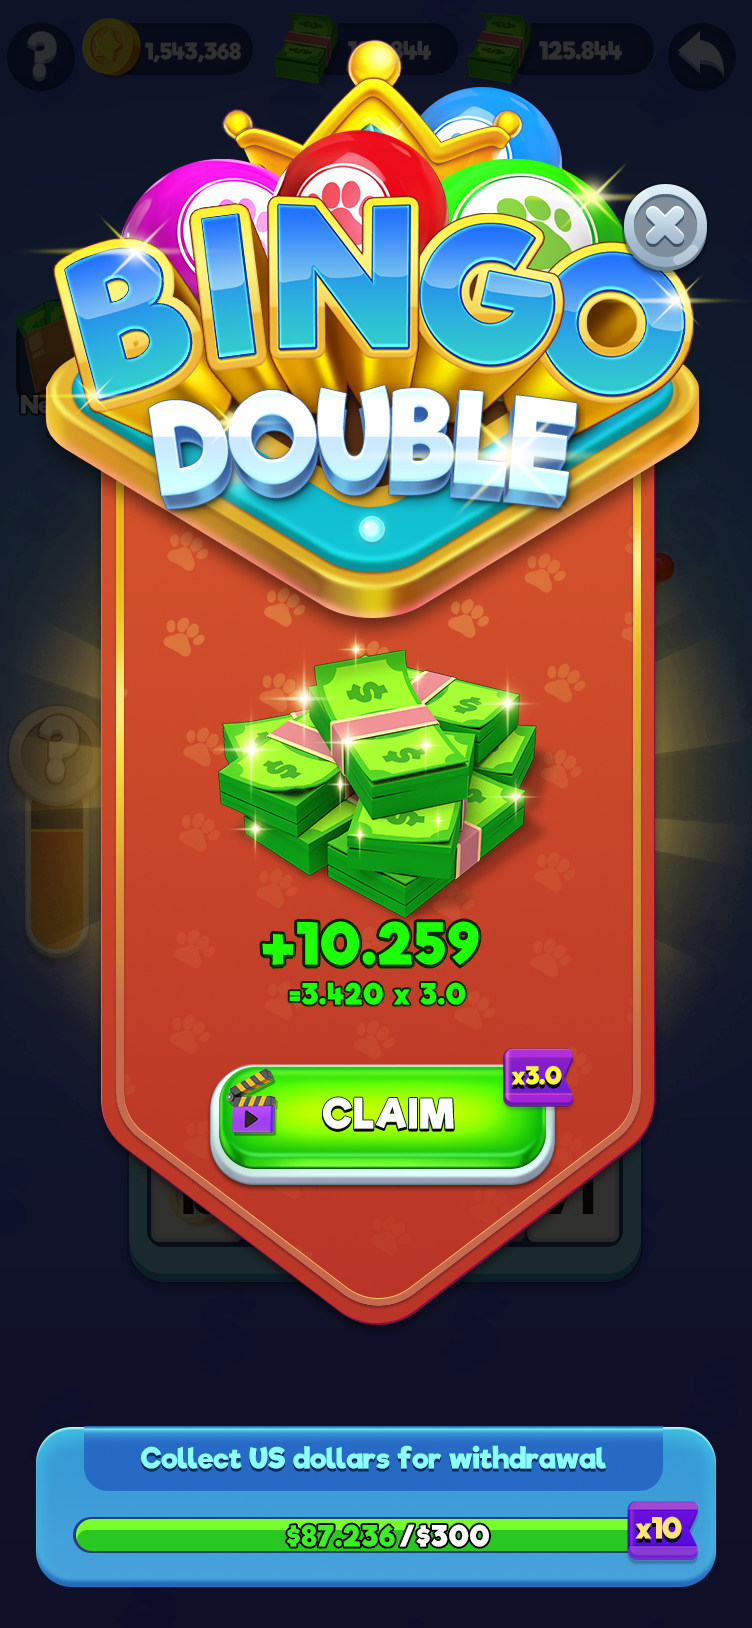 1,543,368
125.844
BINGO
DOUBLE
+10.259
=3.420 x 3.0
x3.0
CLAIM
Collect US dollars for withdrawal
$87.236/$300
x10